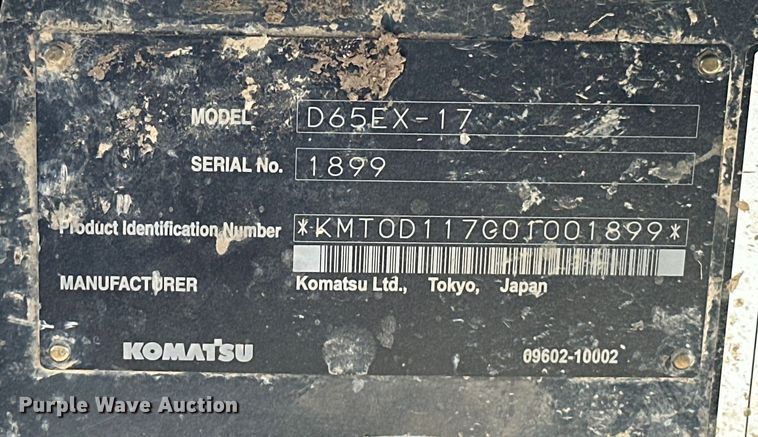 MODEL D65EX-17
SERIAL No. 1899
Product Identification Number *KMT0D117G01001899*
MANUFACTURER Komatsu Ltd., Tokyo, Japan
KOMATSU 09602-10002
Purple Wave Auction